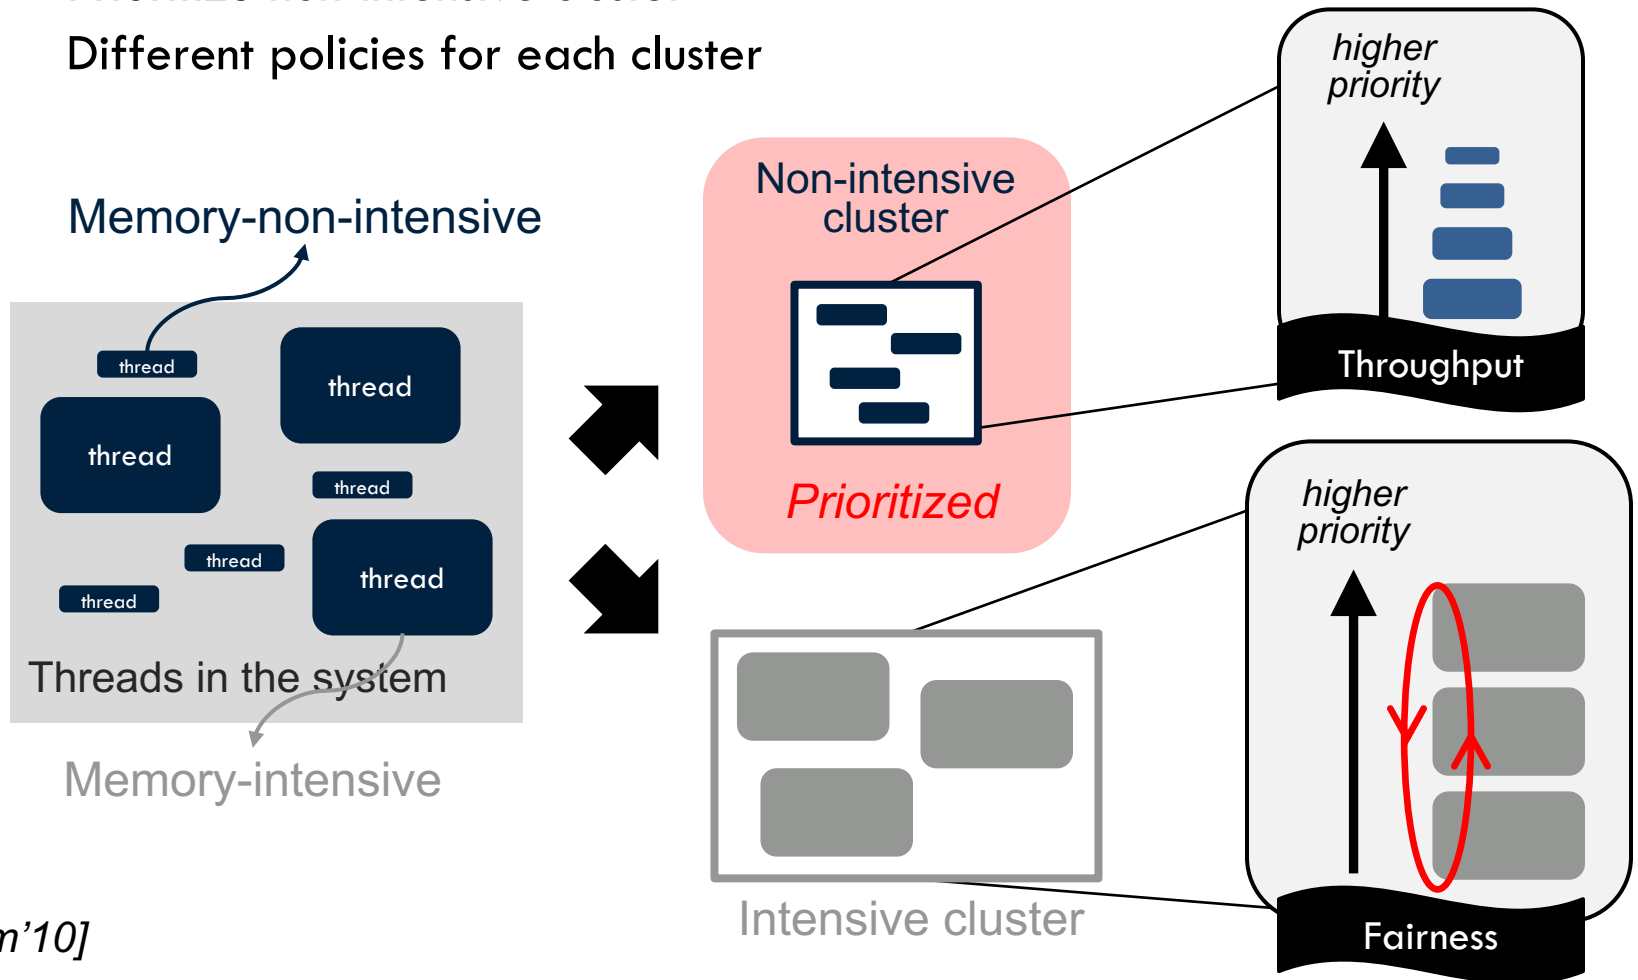 Different policies for each cluster
higher
priority
Throughput
Non-intensive
cluster
Prioritized
Memory-non-intensive
thread
thread
thread
thread
thread
thread
thread
Threads in the system
Memory-intensive
Intensive cluster
higher
priority
Fairness
m’10]